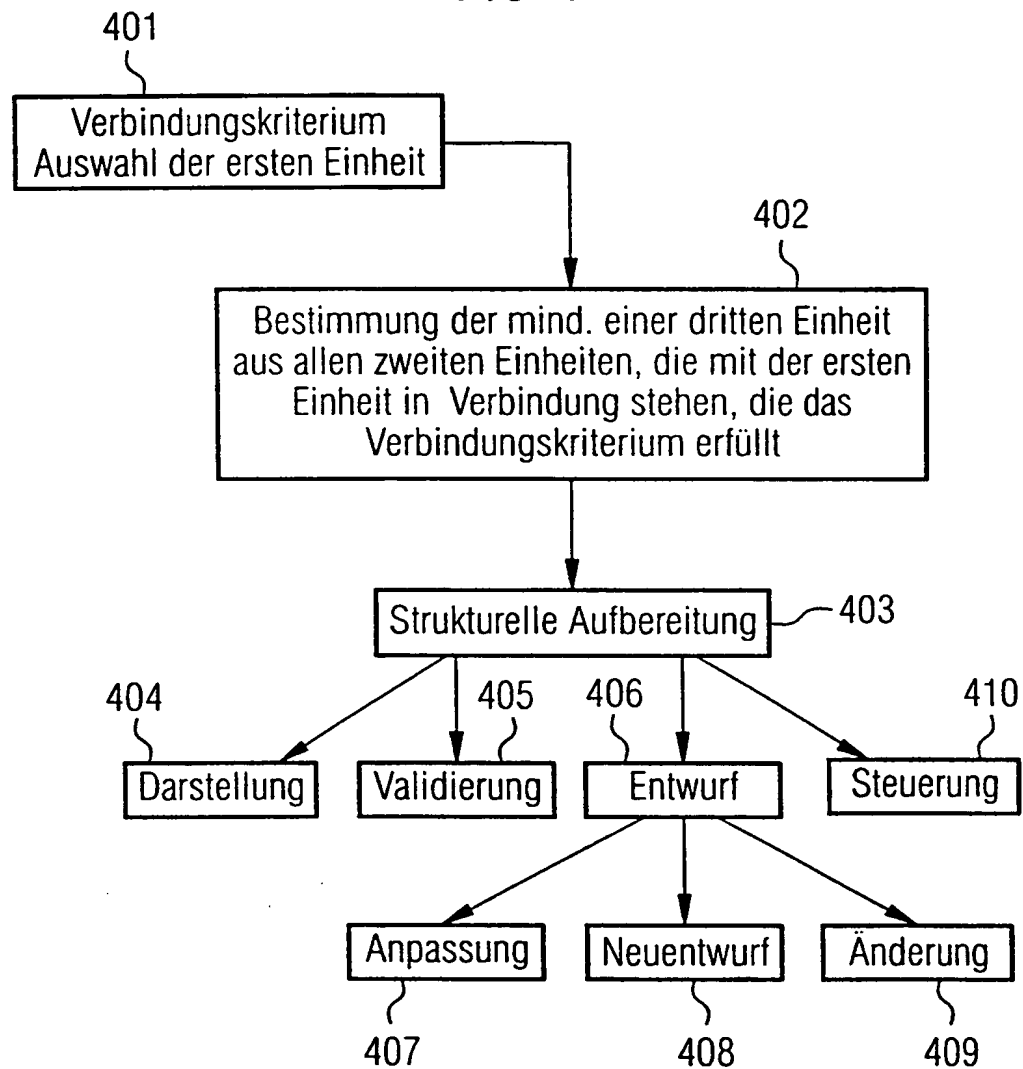 401
Verbindungskriterium
Auswahl der ersten Einheit
402
Bestimmung der mind. einer dritten Einheit
aus allen zweiten Einheiten, die mit der ersten
Einheit in Verbindung stehen, die das
Verbindungskriterium erfüllt
Strukturelle Aufbereitung
403
404
405
406
410
Darstellung
Validierung
Entwurf
Steuerung
Anpassung
Neuentwurf
Änderung
407
408
409